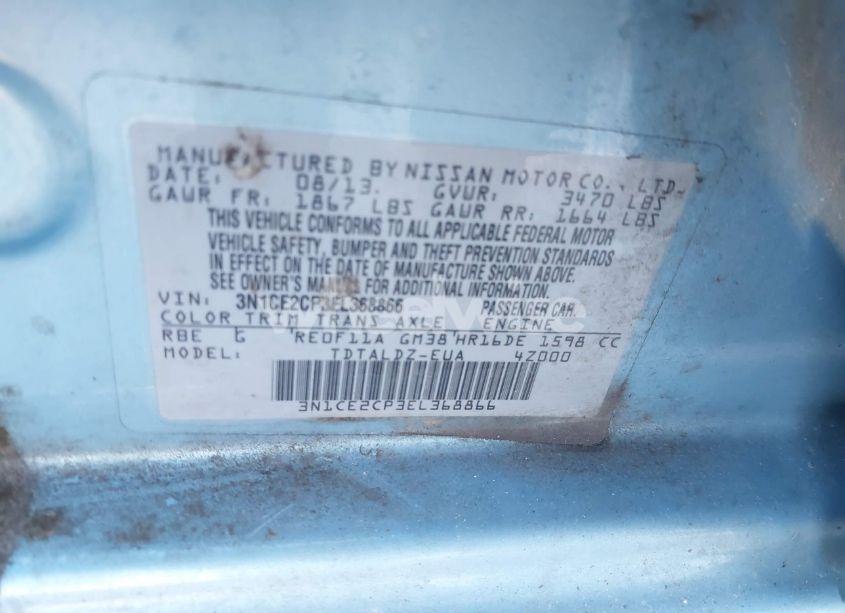 MANUFACTURED BY NISSAN MOTOR CO., LTD.
DATE: 08/13. GVWR: 3470 LBS
GAWR FR: 1867 LBS GAWR RR: 1664 LBS
THIS VEHICLE CONFORMS TO ALL APPLICABLE FEDERAL MOTOR
VEHICLE SAFETY, BUMPER AND THEFT PREVENTION STANDARDS
IN EFFECT ON THE DATE OF MANUFACTURE SHOWN ABOVE.
SEE OWNER'S MANUAL FOR ADDITIONAL INFORMATION.
VIN: 3N1CE2CP3EL368866 PASSENGER CAR.
COLOR TRIM TRANS AXLE ENGINE
RBE G RE0F11A GM38 HR16DE 1598 CC
MODEL: TDTALDZ-EUA 4Z000
3N1CE2CP3EL368866